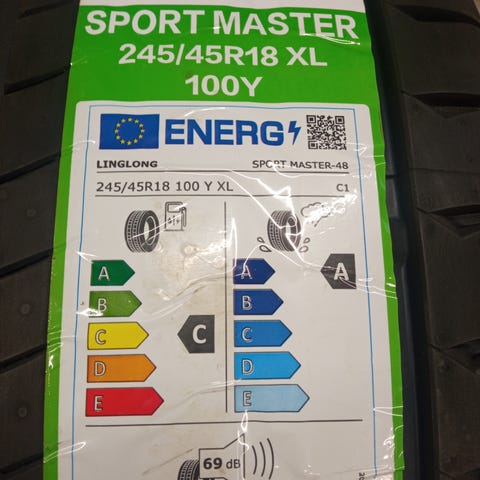 SPORT MASTER
245/45R18 XL
100Y
ENERG
LINGLONG SPORT MASTER-48
245/45R18 100 Y XL C1
A A A
B B
C C C
D D
E E
69 dB